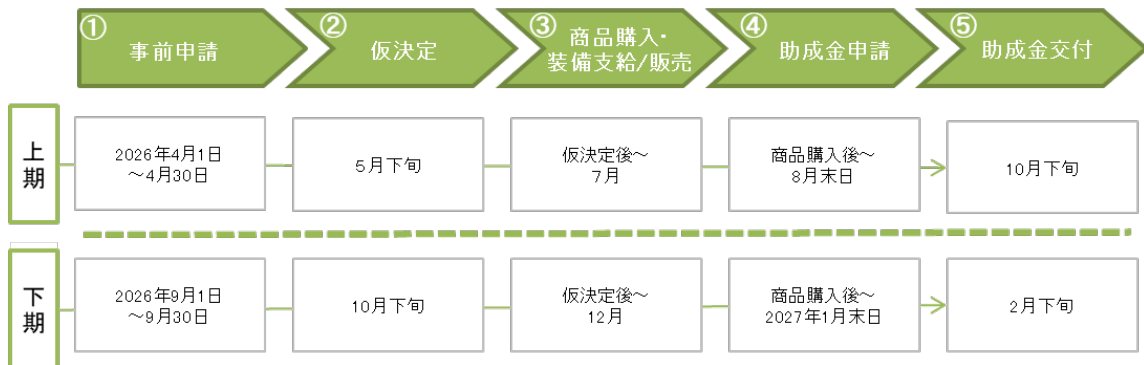 ①
事前申請
②
仮決定
③
商品購入・
装備支給/販売
④
助成金申請
⑤
助成金交付
上期
2026年4月1日
～4月30日
5月下旬
仮決定後～
7月
商品購入後～
8月末日
10月下旬
下期
2026年9月1日
～9月30日
10月下旬
仮決定後～
12月
商品購入後～
2027年1月末日
2月下旬